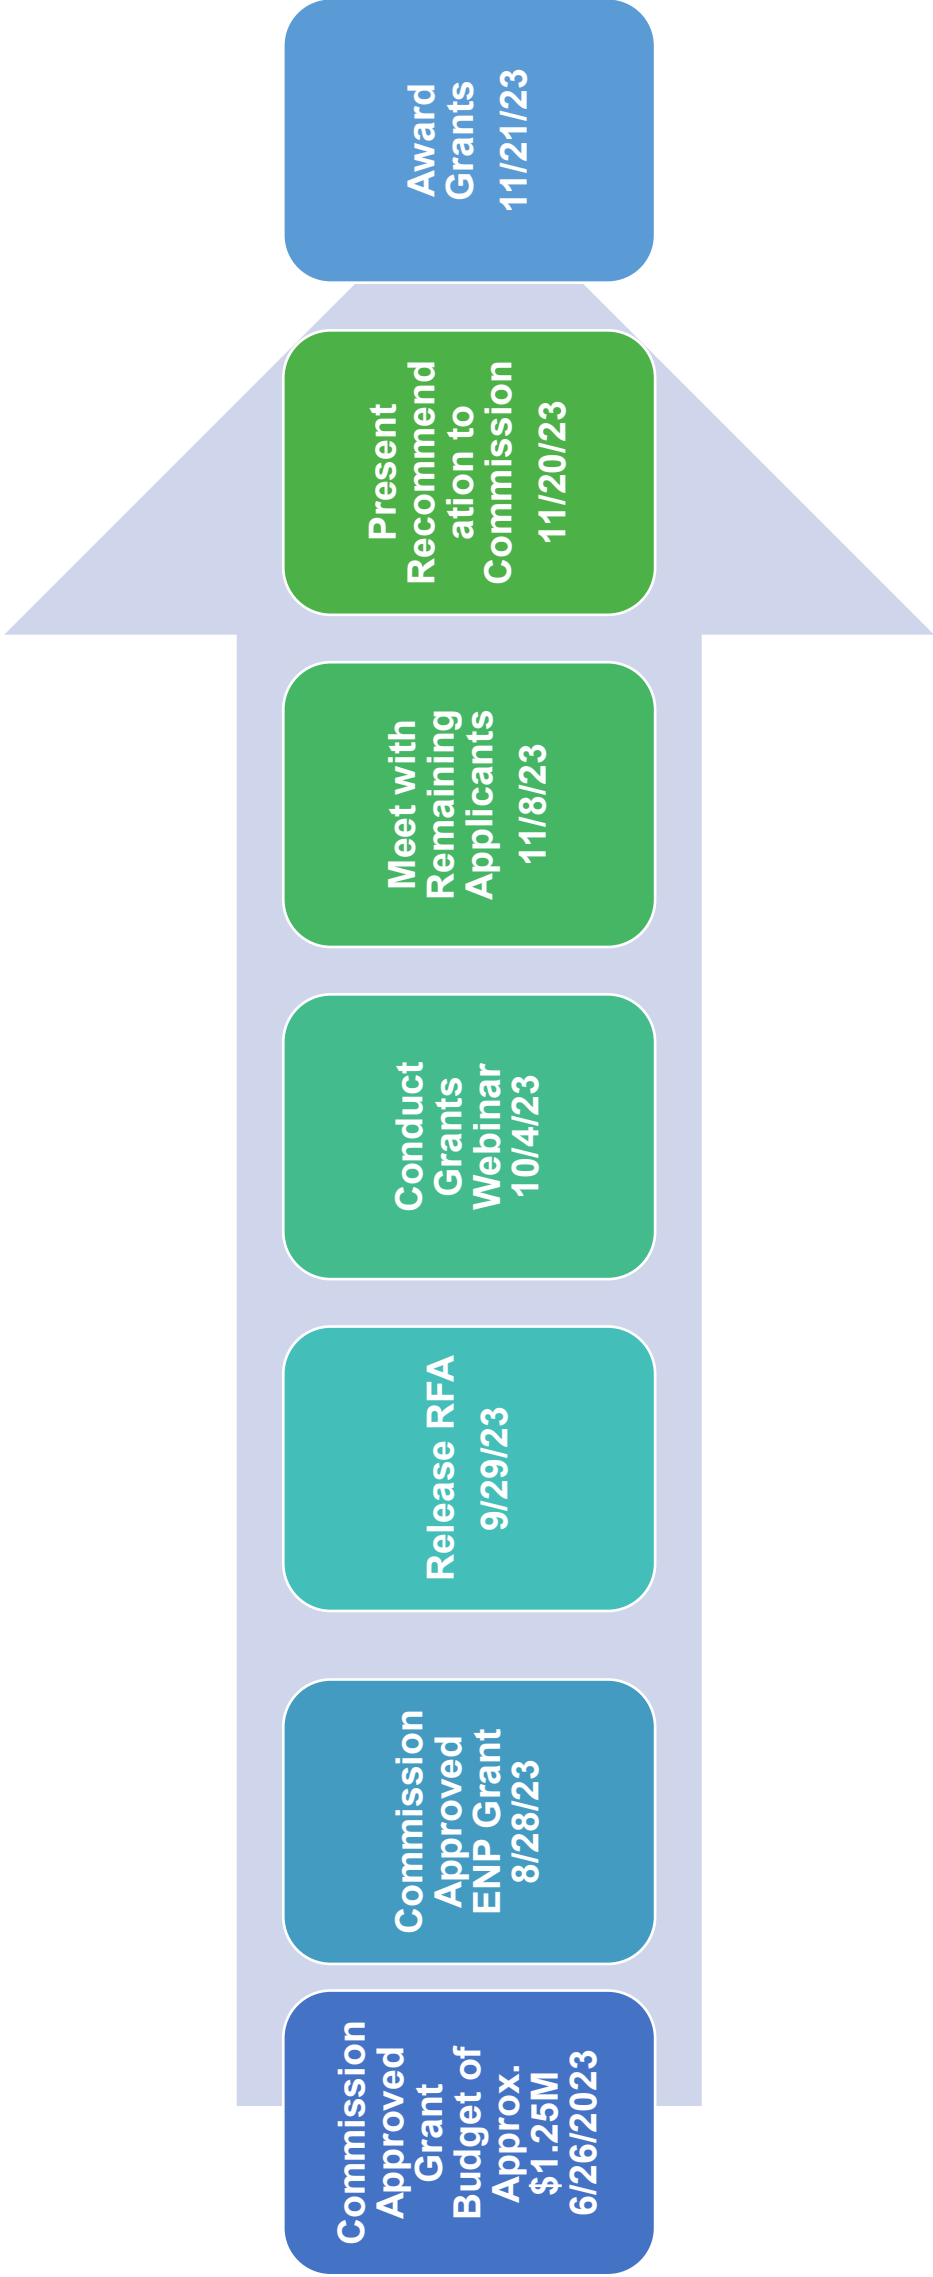 Commission
Approved
Grant
Budget of
Approx.
$1.25M
6/26/2023
Commission
Approved
ENP Grant
8/28/23
Release RFA
9/29/23
Conduct
Grants
Webinar
10/4/23
Meet with
Remaining
Applicants
11/8/23
Present
Recommend
ation to
Commission
11/20/23
Award
Grants
11/21/23